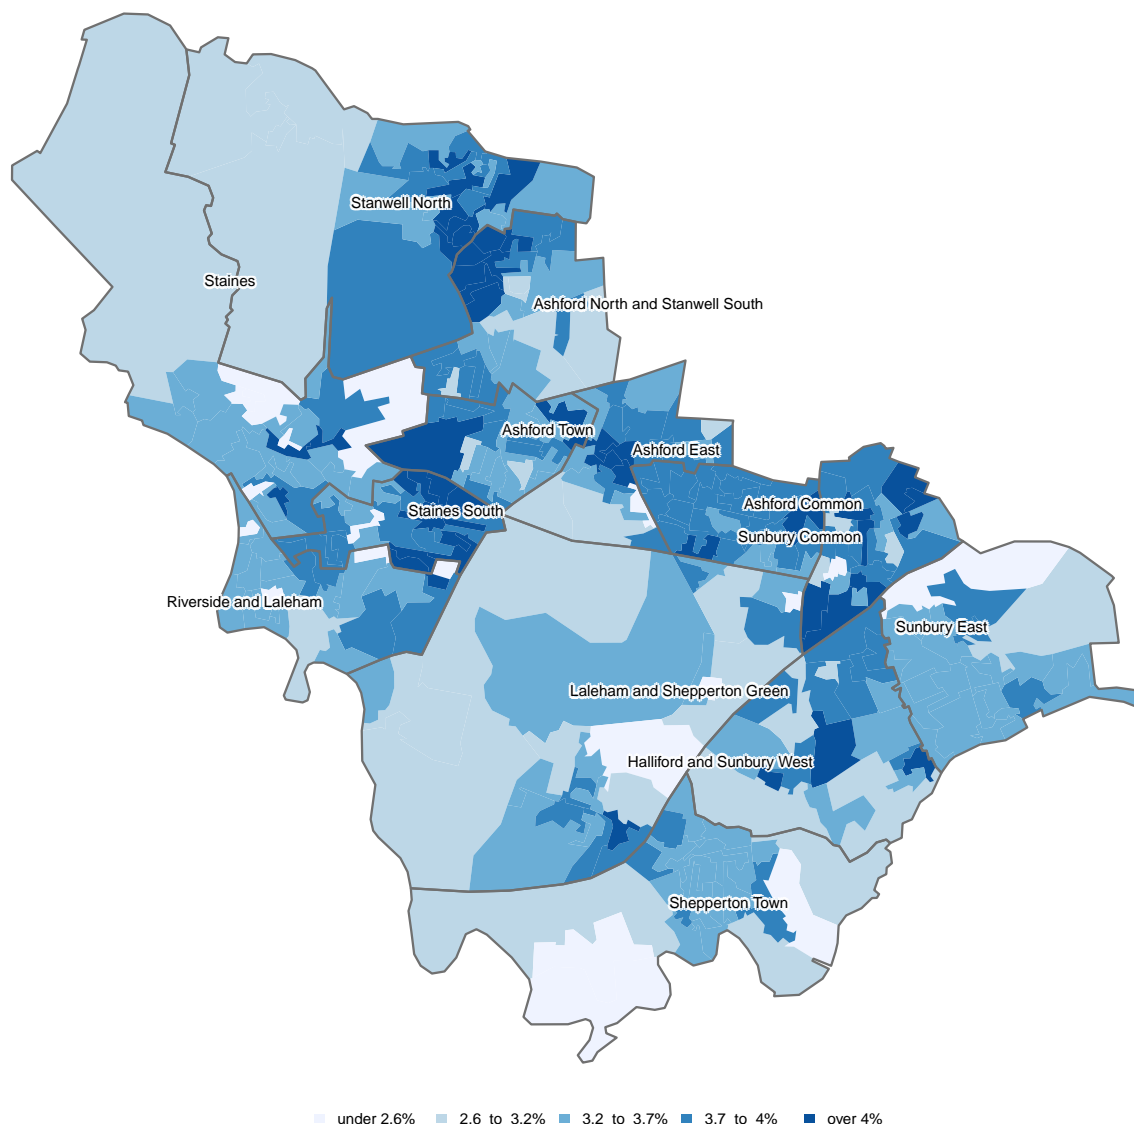 Stanwell North
Staines
Ashford North and Stanwell South
Ashford Town
Ashford East
Staines South
Ashford Common
Sunbury Common
Riverside and Laleham
Sunbury East
Laleham and Shepperton Green
Halliford and Sunbury West
Shepperton Town
under 2.6% 2.6 to 3.2% 3.2 to 3.7% 3.7 to 4% over 4%